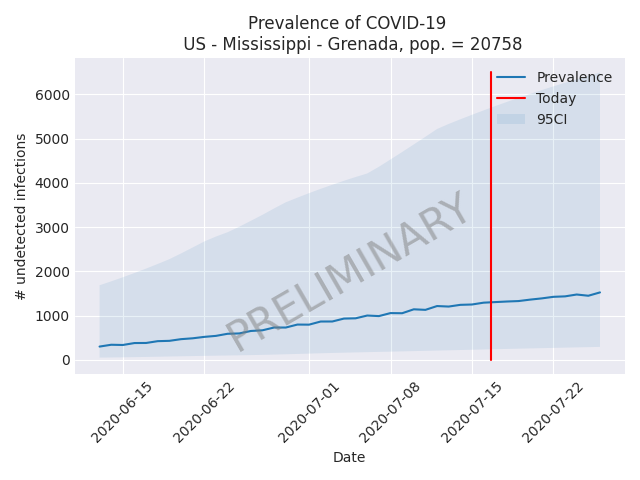 Prevalence of COVID-19
US - Mississippi - Grenada, pop. = 20758
Prevalence
Today
95CI
6000
5000
4000
3000
2000
1000
0
# undetected infections
PRELIMINARY
2020-06-15
2020-06-22
2020-07-01
2020-07-08
2020-07-15
2020-07-22
Date